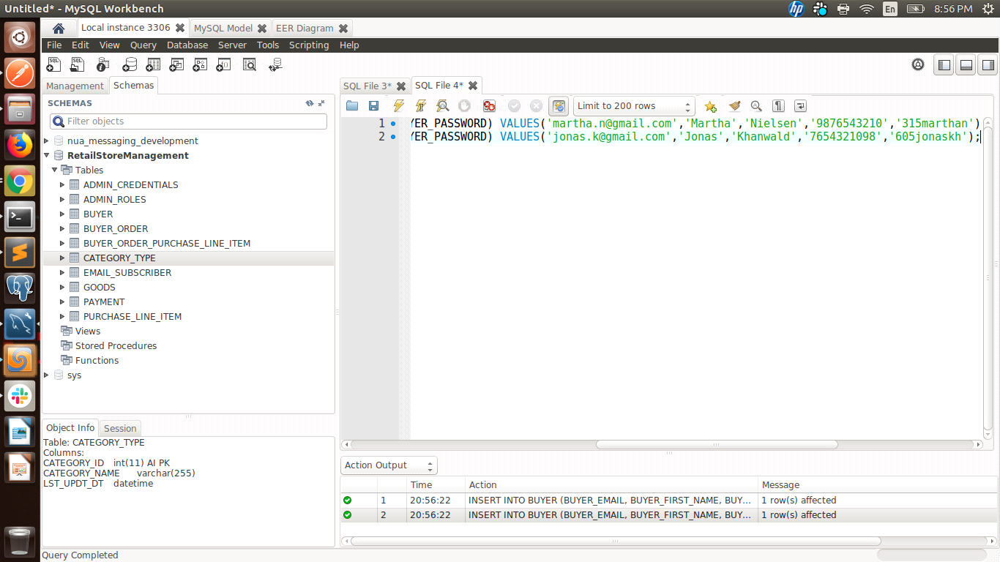 Untitled* - MySQL Workbench
En
8:56 PM
Local instance 3306
MySQL Model
EER Diagram
File Edit View Query Database Server Tools Scripting Help
Management
Schemas
SQL File 3*
SQL File 4*
SCHEMAS
Filter objects
Limit to 200 rows
1 YER_PASSWORD) VALUES('martha.n@gmail.com','Martha','Nielsen','9876543210','315marthan')
2 YER_PASSWORD) VALUES('jonas.k@gmail.com','Jonas','Khanwald','7654321098','605jonaskh');
nua_messaging_development
RetailStoreManagement
Tables
ADMIN_CREDENTIALS
ADMIN_ROLES
BUYER
BUYER_ORDER
BUYER_ORDER_PURCHASE_LINE_ITEM
CATEGORY_TYPE
EMAIL_SUBSCRIBER
GOODS
PAYMENT
PURCHASE_LINE_ITEM
Views
Stored Procedures
Functions
sys
Object Info
Session
Table: CATEGORY_TYPE
Columns:
CATEGORY_ID int(11) AI PK
CATEGORY_NAME varchar(255)
LST_UPDT_DT datetime
Action Output
Time Action Message
1 20:56:22 INSERT INTO BUYER (BUYER_EMAIL, BUYER_FIRST_NAME, BUY... 1 row(s) affected
2 20:56:22 INSERT INTO BUYER (BUYER_EMAIL, BUYER_FIRST_NAME, BUY... 1 row(s) affected
Query Completed